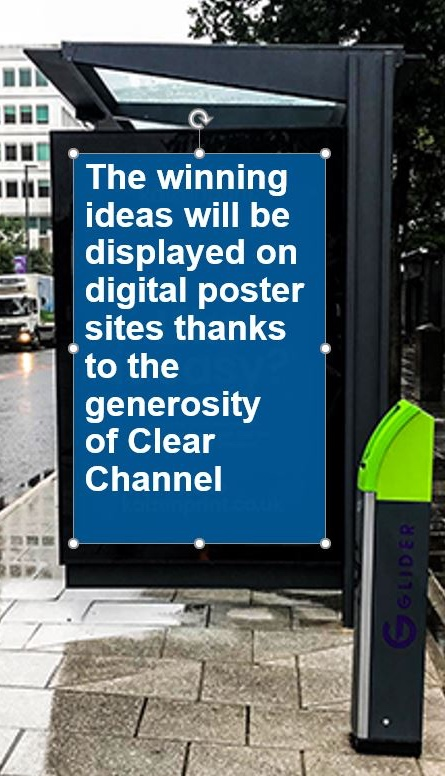 The winning
ideas will be
displayed on
digital poster
sites thanks
to the
generosity
of Clear
Channel
GLIDER